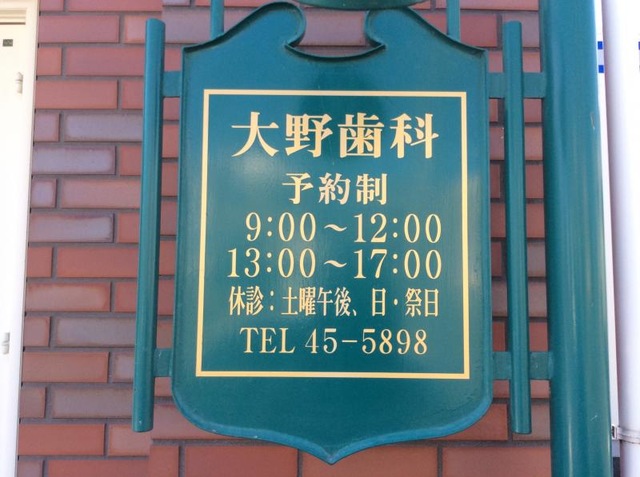 大野歯科
予約制
9:00～12:00
13:00～17:00
休診：土曜午後、日・祭日
TEL 45-5898